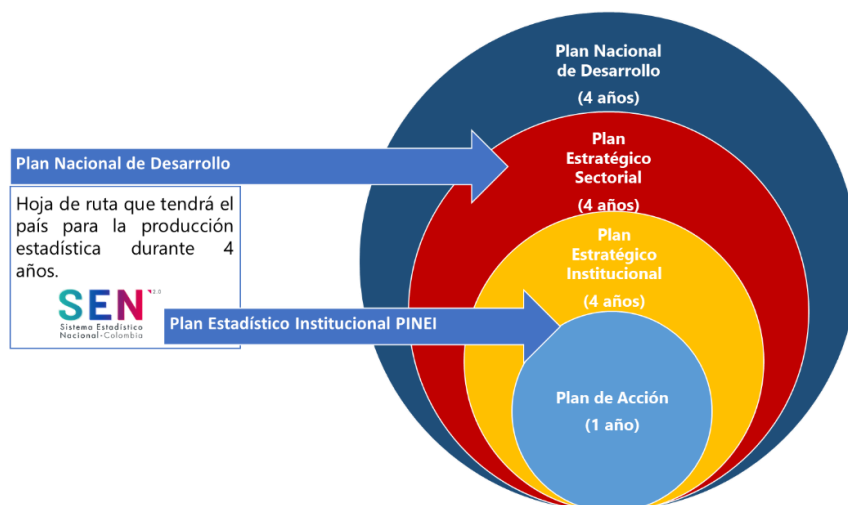 Plan Nacional
de Desarrollo
(4 años)
Plan
Estratégico
Sectorial
(4 años)
Plan
Estratégico
Institucional
(4 años)
Plan de Acción
(1 año)
Plan Nacional de Desarrollo
Hoja de ruta que tendrá el
país para la producción
estadística durante 4
años.
SEN 2.0
Sistema Estadístico
Nacional·Colombia
Plan Estadístico Institucional PINEI